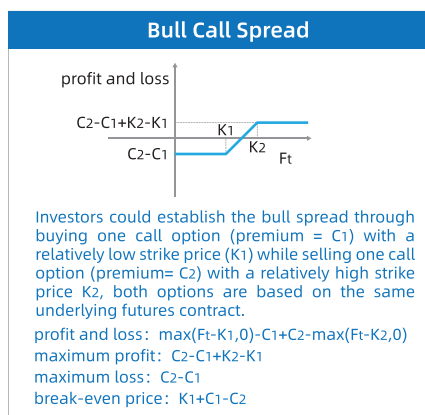 Bull Call Spread
profit and loss
C2-C1+K2-K1
K1
K2
C2-C1
Ft
Investors could establish the bull spread through
buying one call option (premium = C1) with a
relatively low strike price (K1) while selling one call
option (premium= C2) with a relatively high strike
price K2, both options are based on the same
underlying futures contract.
profit and loss: max(Ft-K1,0)-C1+C2-max(Ft-K2,0)
maximum profit: C2-C1+K2-K1
maximum loss: C2-C1
break-even price: K1+C1-C2